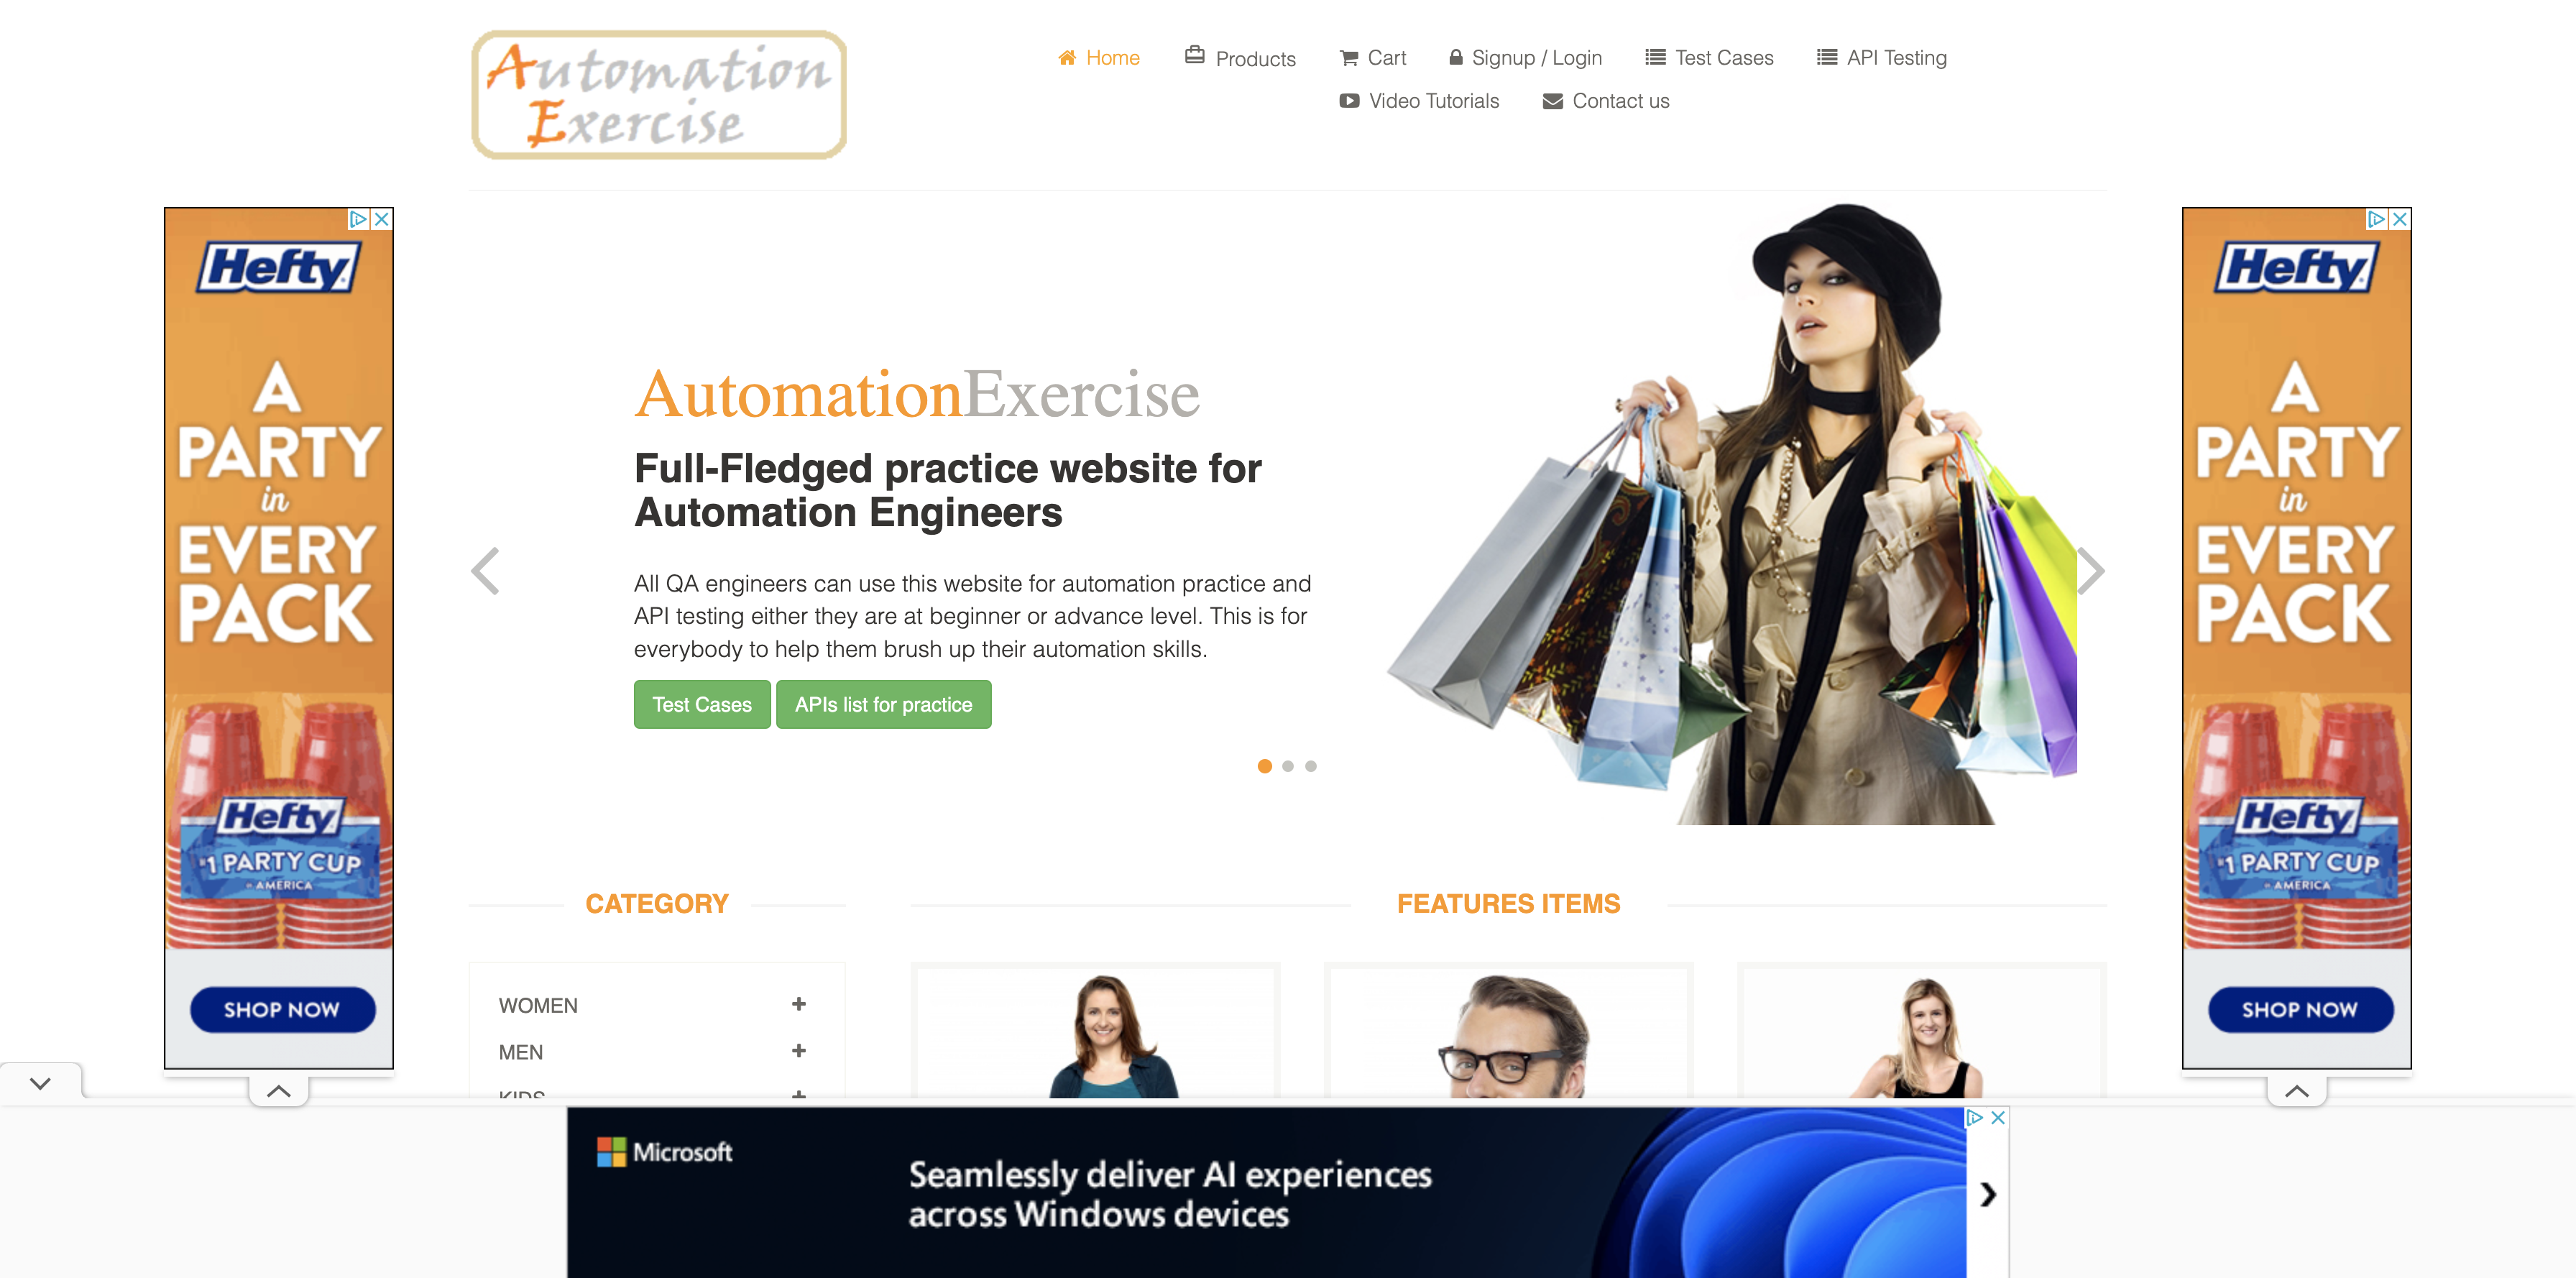 Automation
Exercise
Home
Products
Cart
Signup / Login
Test Cases
API Testing
Video Tutorials
Contact us
Hefty
A
PARTY
in
EVERY
PACK
Hefty
#1 PARTY CUP
IN AMERICA
SHOP NOW
AutomationExercise
Full-Fledged practice website for
Automation Engineers
All QA engineers can use this website for automation practice and
API testing either they are at beginner or advance level. This is for
everybody to help them brush up their automation skills.
Test Cases
APIs list for practice
Hefty
A
PARTY
in
EVERY
PACK
Hefty
#1 PARTY CUP
IN AMERICA
SHOP NOW
CATEGORY
WOMEN
MEN
KIDS
FEATURES ITEMS
Microsoft
Seamlessly deliver AI experiences
across Windows devices